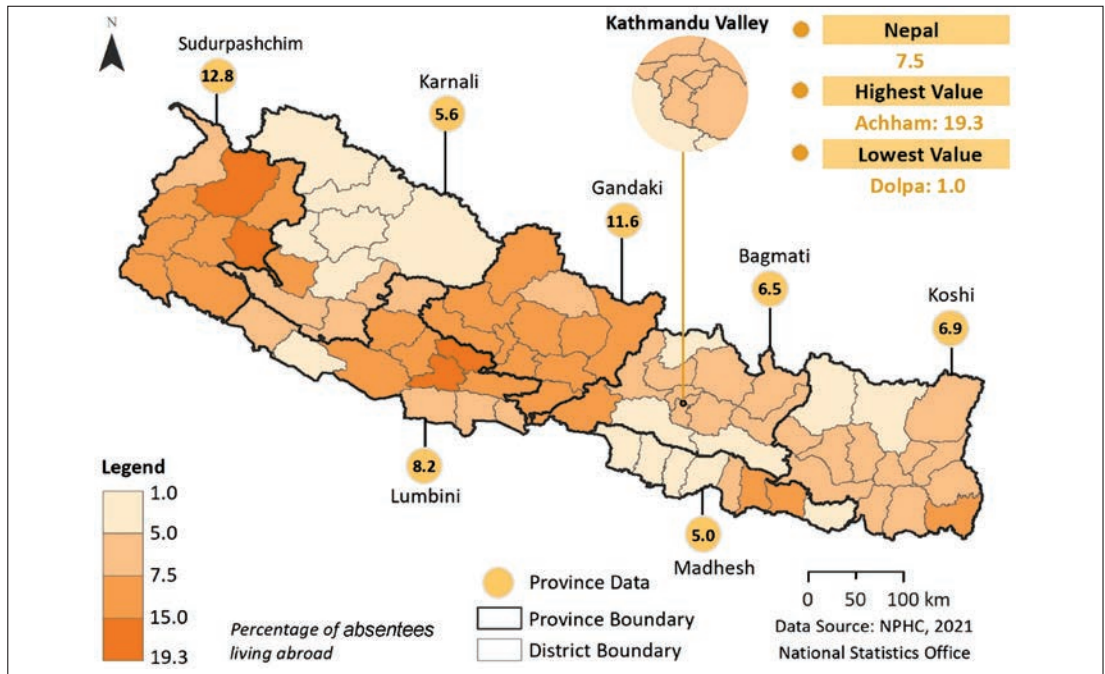 N
Sudurpashchim
12.8
Karnali
5.6
Gandaki
11.6
Kathmandu Valley
Bagmati
6.5
Koshi
6.9
Nepal
7.5
Highest Value
Achham: 19.3
Lowest Value
Dolpa: 1.0
8.2
Lumbini
5.0
Madhesh
Legend
1.0
5.0
7.5
15.0
19.3
Percentage of absentees
living abroad
Province Data
Province Boundary
District Boundary
0 50 100 km
Data Source: NPHC, 2021
National Statistics Office